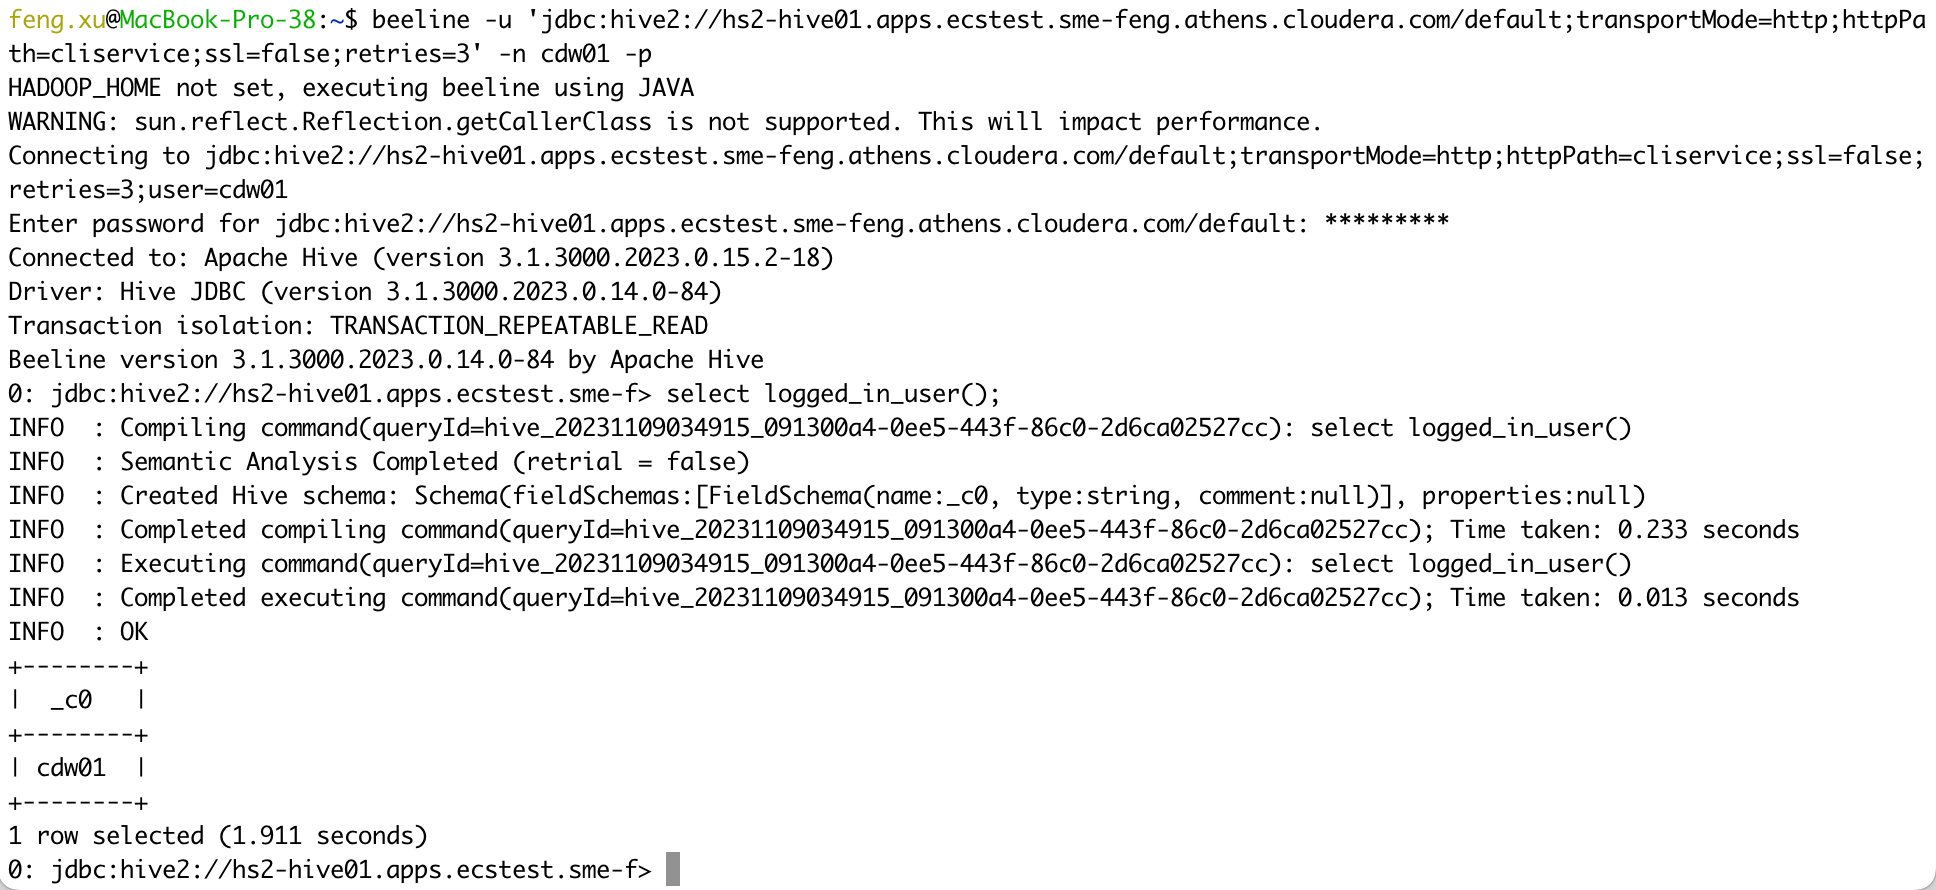 feng.xu@MacBook-Pro-38:~$ beeline -u 'jdbc:hive2://hs2-hive01.apps.ecstest.sme-feng.athens.cloudera.com/default;transportMode=http;httpPa
th=cliservice;ssl=false;retries=3' -n cdw01 -p
HADOOP_HOME not set, executing beeline using JAVA
WARNING: sun.reflect.Reflection.getCallerClass is not supported. This will impact performance.
Connecting to jdbc:hive2://hs2-hive01.apps.ecstest.sme-feng.athens.cloudera.com/default;transportMode=http;httpPath=cliservice;ssl=false;
retries=3;user=cdw01
Enter password for jdbc:hive2://hs2-hive01.apps.ecstest.sme-feng.athens.cloudera.com/default: *********
Connected to: Apache Hive (version 3.1.3000.2023.0.15.2-18)
Driver: Hive JDBC (version 3.1.3000.2023.0.14.0-84)
Transaction isolation: TRANSACTION_REPEATABLE_READ
Beeline version 3.1.3000.2023.0.14.0-84 by Apache Hive
0: jdbc:hive2://hs2-hive01.apps.ecstest.sme-f> select logged_in_user();
INFO  : Compiling command(queryId=hive_20231109034915_091300a4-0ee5-443f-86c0-2d6ca02527cc): select logged_in_user()
INFO  : Semantic Analysis Completed (retrial = false)
INFO  : Created Hive schema: Schema(fieldSchemas:[FieldSchema(name:_c0, type:string, comment:null)], properties:null)
INFO  : Completed compiling command(queryId=hive_20231109034915_091300a4-0ee5-443f-86c0-2d6ca02527cc); Time taken: 0.233 seconds
INFO  : Executing command(queryId=hive_20231109034915_091300a4-0ee5-443f-86c0-2d6ca02527cc): select logged_in_user()
INFO  : Completed executing command(queryId=hive_20231109034915_091300a4-0ee5-443f-86c0-2d6ca02527cc); Time taken: 0.013 seconds
INFO  : OK
+--------+
|  _c0   |
+--------+
| cdw01  |
+--------+
1 row selected (1.911 seconds)
0: jdbc:hive2://hs2-hive01.apps.ecstest.sme-f>